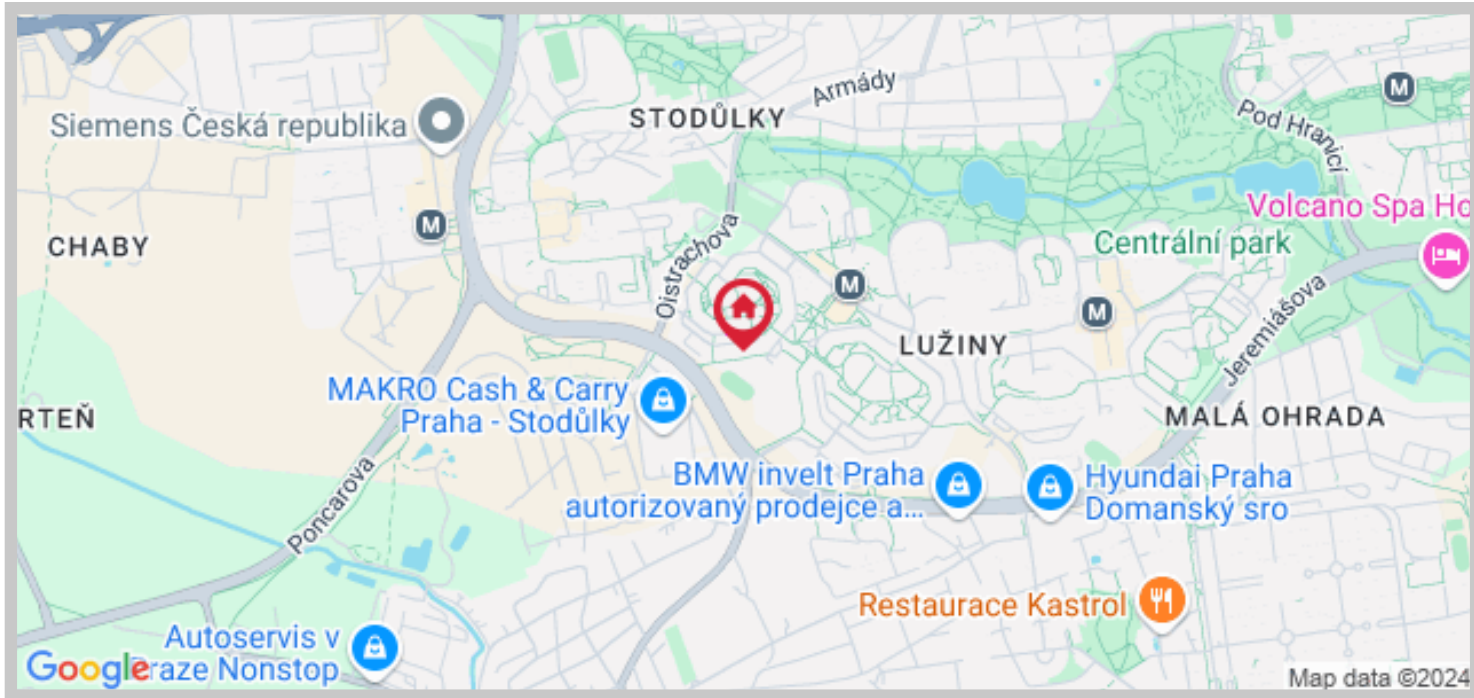 Armády
STODŮLKY
Siemens Česká republika
M
Pod Hranicí
M
Volcano Spa Ho
CHABY
Oistrachova
Centrální park
M
M
Jeremiášova
LUŽINY
MAKRO Cash & Carry
Praha - Stodůlky
RTEŇ
MALÁ OHRADA
Poncarova
BMW invelt Praha
autorizovaný prodejce a...
Hyundai Praha
Domanský sro
Restaurace Kastrol
Autoservis v
raze Nonstop
Google
Map data ©2024